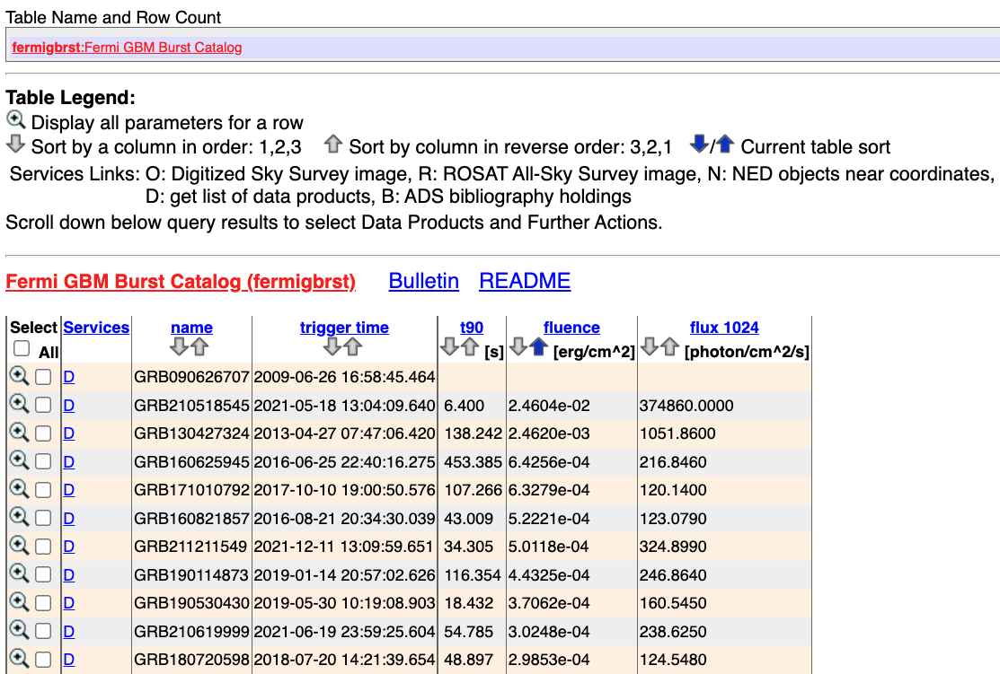 Table Name and Row Count
fermigbrst:Fermi GBM Burst Catalog
Table Legend:
Display all parameters for a row
Sort by a column in order: 1,2,3 Sort by column in reverse order: 3,2,1 / Current table sort
Services Links: O: Digitized Sky Survey image, R: ROSAT All-Sky Survey image, N: NED objects near coordinates,
D: get list of data products, B: ADS bibliography holdings
Scroll down below query results to select Data Products and Further Actions.
Fermi GBM Burst Catalog (fermigbrst) Bulletin README
Select Services name trigger time t90 fluence flux 1024
All [s] [erg/cm^2] [photon/cm^2/s]
D GRB090626707 2009-06-26 16:58:45.464
D GRB210518545 2021-05-18 13:04:09.640 6.400 2.4604e-02 374860.0000
D GRB130427324 2013-04-27 07:47:06.420 138.242 2.4620e-03 1051.8600
D GRB160625945 2016-06-25 22:40:16.275 453.385 6.4256e-04 216.8460
D GRB171010792 2017-10-10 19:00:50.576 107.266 6.3279e-04 120.1400
D GRB160821857 2016-08-21 20:34:30.039 43.009 5.2221e-04 123.0790
D GRB211211549 2021-12-11 13:09:59.651 34.305 5.0118e-04 324.8990
D GRB190114873 2019-01-14 20:57:02.626 116.354 4.4325e-04 246.8640
D GRB190530430 2019-05-30 10:19:08.903 18.432 3.7062e-04 160.5450
D GRB210619999 2021-06-19 23:59:25.604 54.785 3.0248e-04 238.6250
D GRB180720598 2018-07-20 14:21:39.654 48.897 2.9853e-04 124.5480